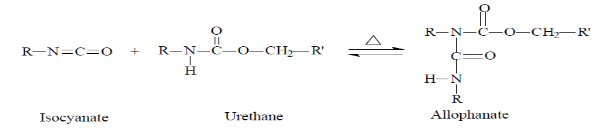 R–N=C=O + R–N–C–O–CH₂–R' △ R–N–C–O–CH₂–R'
O
H
O
C=O
H–N
R
Isocyanate Urethane Allophanate